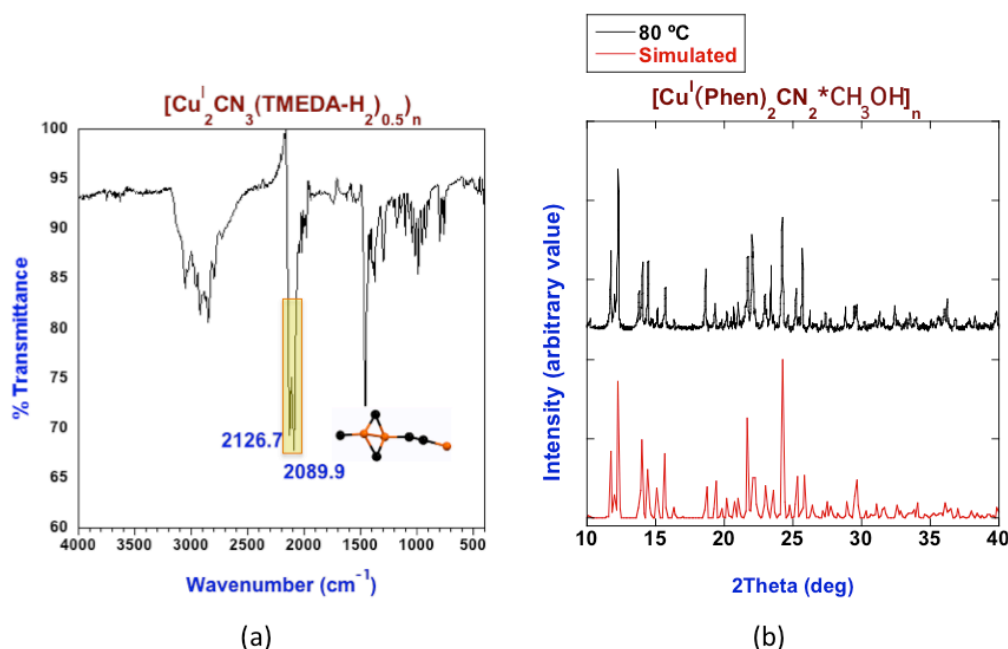 [Cu^I_2 CN_3(TMEDA-H_2)_0.5)_n
% Transmittance
100
95
90
85
80
75
70
65
60
2126.7
2089.9
4000 3500 3000 2500 2000 1500 1000 500
Wavenumber (cm^-1)
(a)
80 ºC
Simulated
[Cu^I(Phen)_2CN_2*CH_3OH]_n
Intensity (arbitrary value)
10 15 20 25 30 35 40
2Theta (deg)
(b)